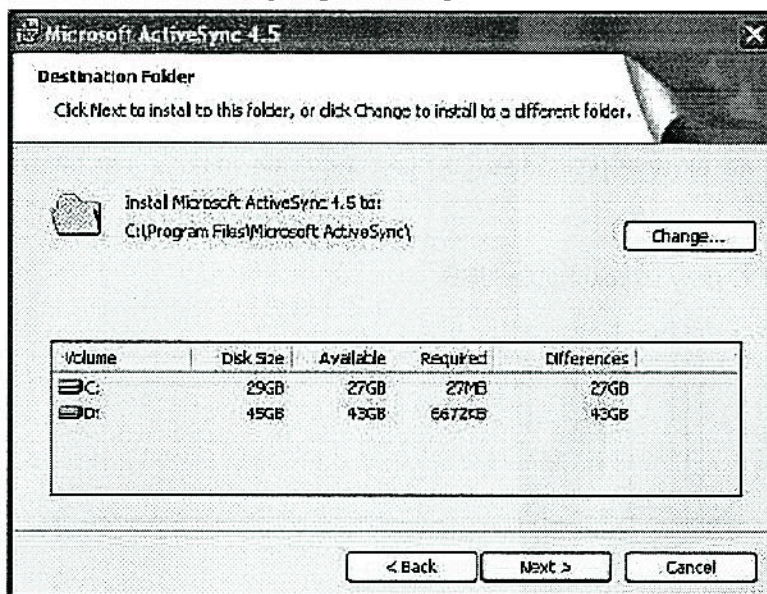 Microsoft ActiveSync 4.5
Destination Folder
Click Next to install to this folder, or click Change to install to a different folder.
Install Microsoft ActiveSync 4.5 to:
C:\Program Files\Microsoft ActiveSync\
Change...
Volume Disk Size Available Required Differences
C: 29GB 27GB 27MB 27GB
D: 45GB 43GB 6672KB 43GB
< Back Next > Cancel